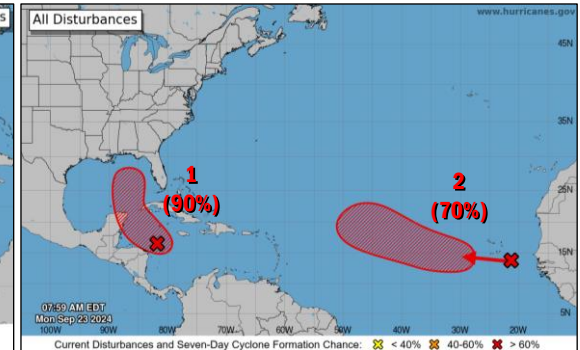 s
All Disturbances
www.hurricanes.gov
45N
35N
1
(90%)
2
(70%)
25N
15N
5N
07:59 AM EDT
Mon Sep 23 2024
100W 90W 80W 70W 60W 50W 40W 30W 20W
Current Disturbances and Seven-Day Cyclone Formation Chance: < 40% 40-60% > 60%